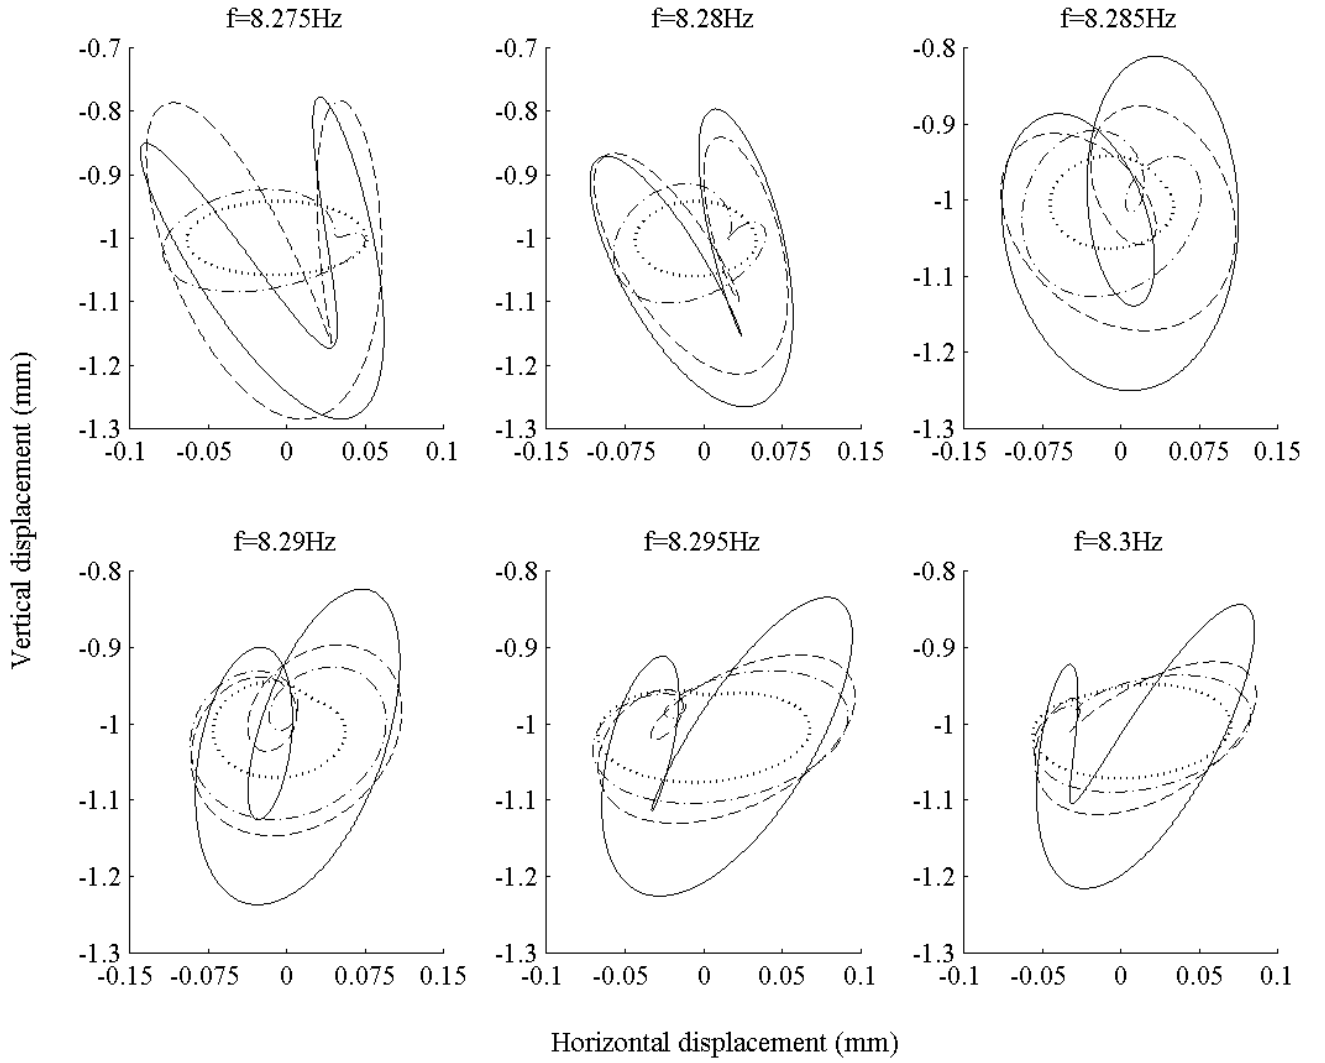 f=8.275Hz f=8.28Hz f=8.285Hz
-0.7 -0.7 -0.8
-0.8 -0.8 -0.9
-0.9 -0.9 -1
-1 -1 -1.1
-1.1 -1.1 -1.2
-1.2 -1.2
-1.3 -1.3 -1.3
-0.1 -0.05 0 0.05 0.1 -0.15 -0.075 0 0.075 0.15 -0.15 -0.075 0 0.075 0.15
Vertical displacement (mm)
f=8.29Hz f=8.295Hz f=8.3Hz
-0.8 -0.8 -0.8
-0.9 -0.9 -0.9
-1 -1 -1
-1.1 -1.1 -1.1
-1.2 -1.2 -1.2
-1.3 -1.3 -1.3
-0.15 -0.075 0 0.075 0.15 -0.1 -0.05 0 0.05 0.1 -0.1 -0.05 0 0.05 0.1
Horizontal displacement (mm)